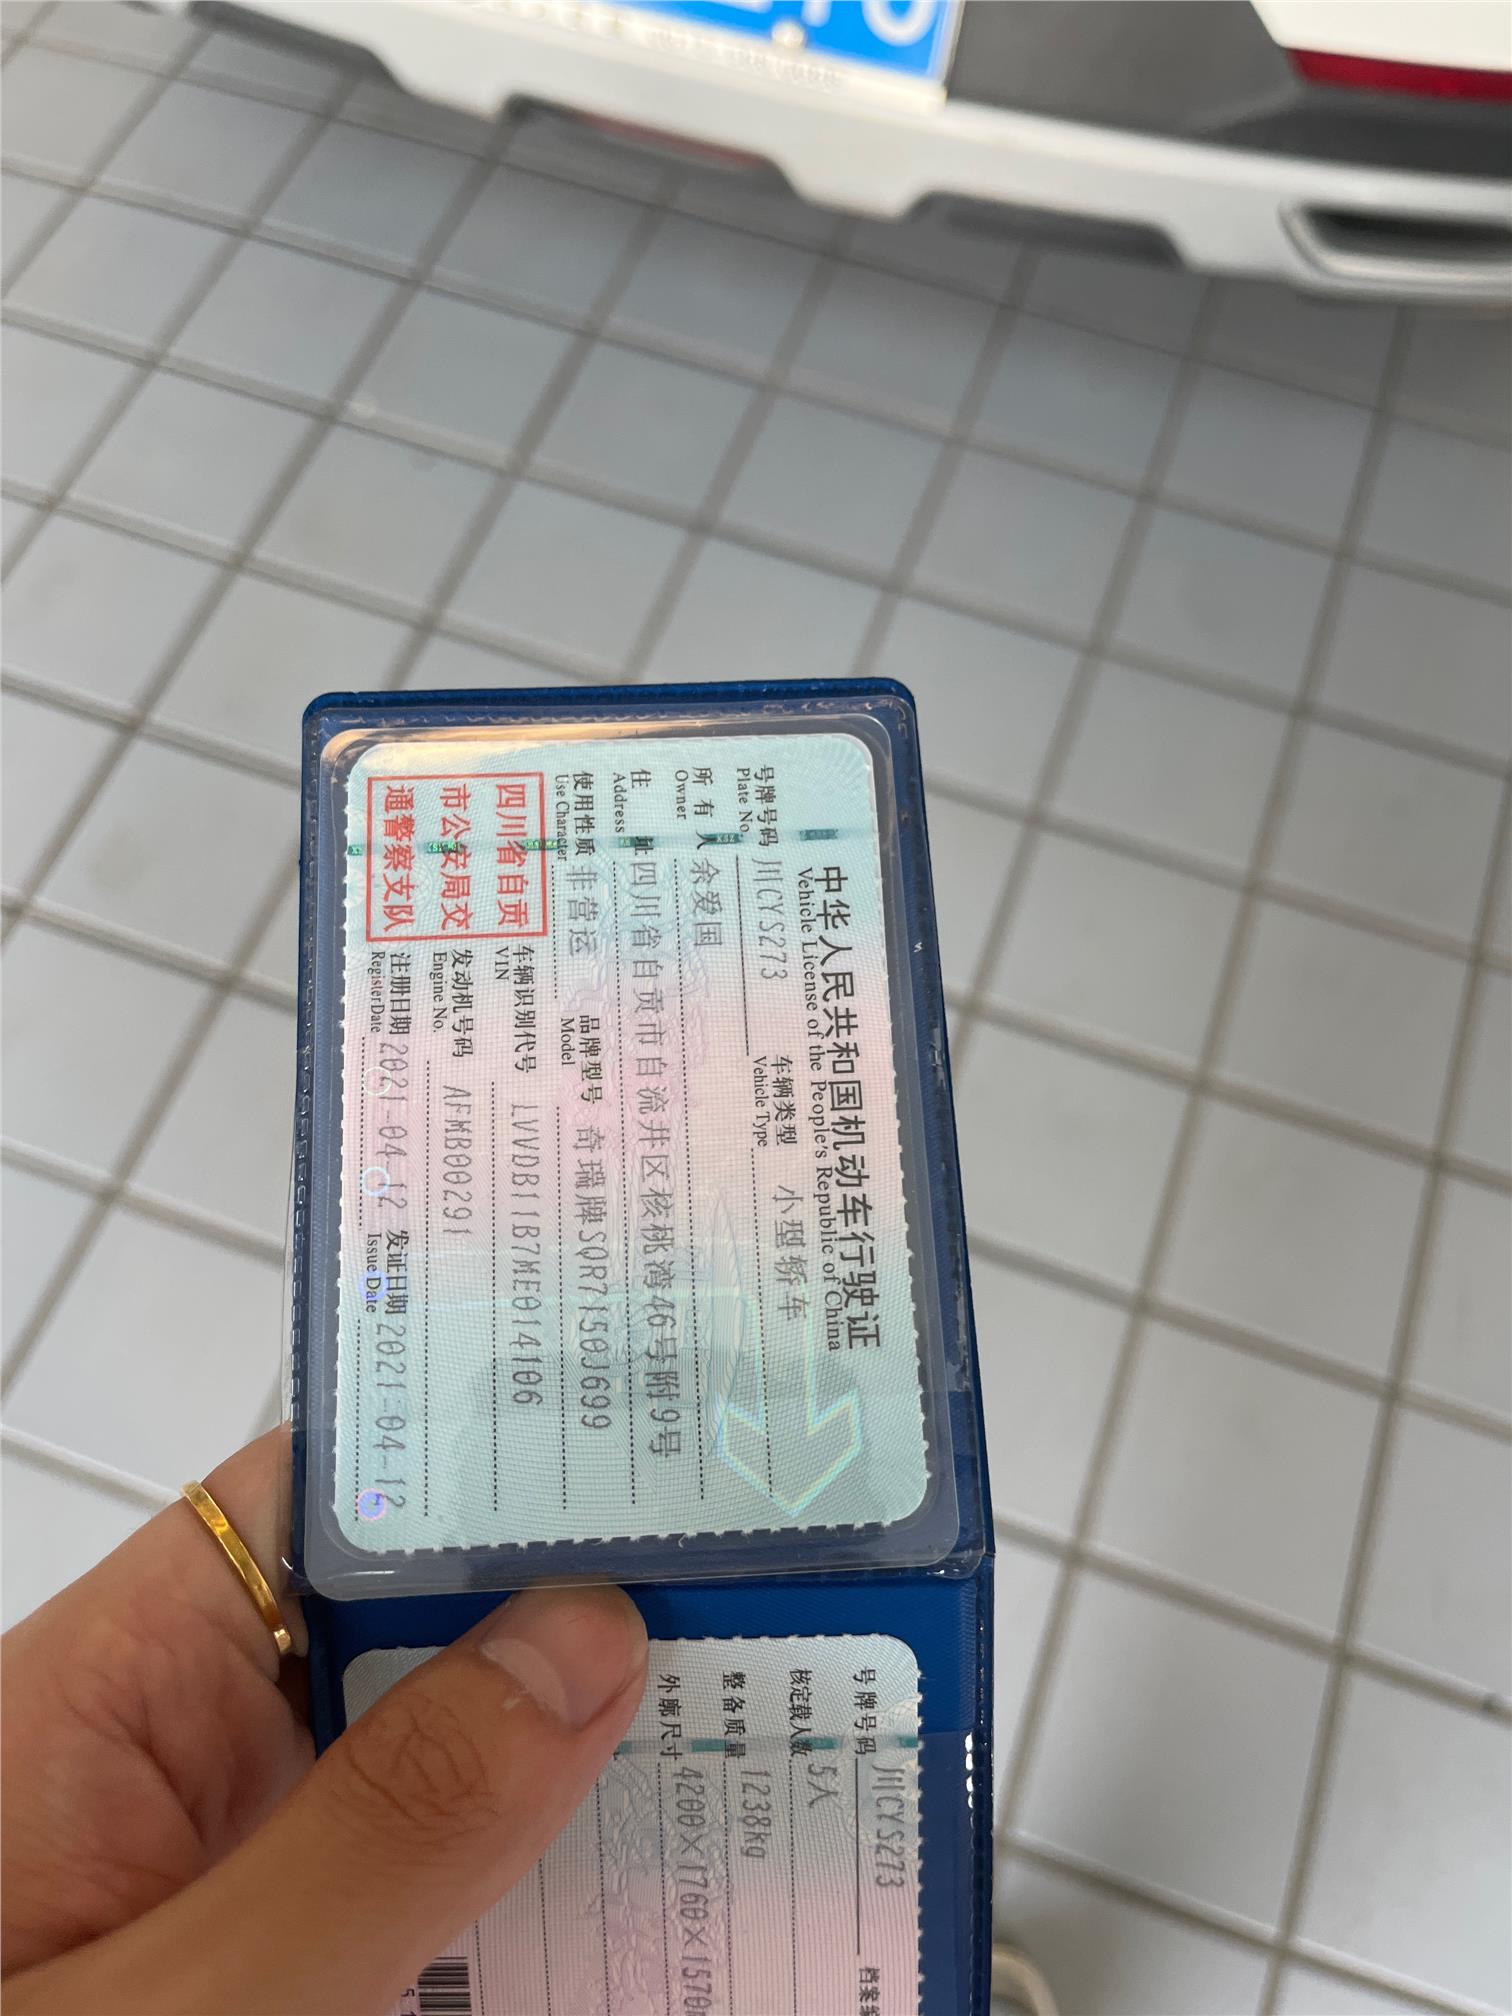 中华人民共和国机动车行驶证
Vehicle License of the People's Republic of China
号牌号码 川CYS273 车辆类型 小型轿车
Plate No. Vehicle Type
所有人 余爱国
Owner
住址 四川省自贡市自流井区核桃湾46号附9号
Address
使用性质 非营运 品牌型号 奇瑞牌SQR7150J699
Use Character Model
四川省自贡
市公安局交
通警察支队
车辆识别代号 LVVDB11B7ME014106
VIN
发动机号码 AFMB00291
Engine No.
注册日期 2021-04-12 发证日期 2021-04-12
Register Date Issue Date
号牌号码 川CYS273 档案编
核定载人数 5人
整备质量 1238kg
外廓尺寸 4200×1760×1570